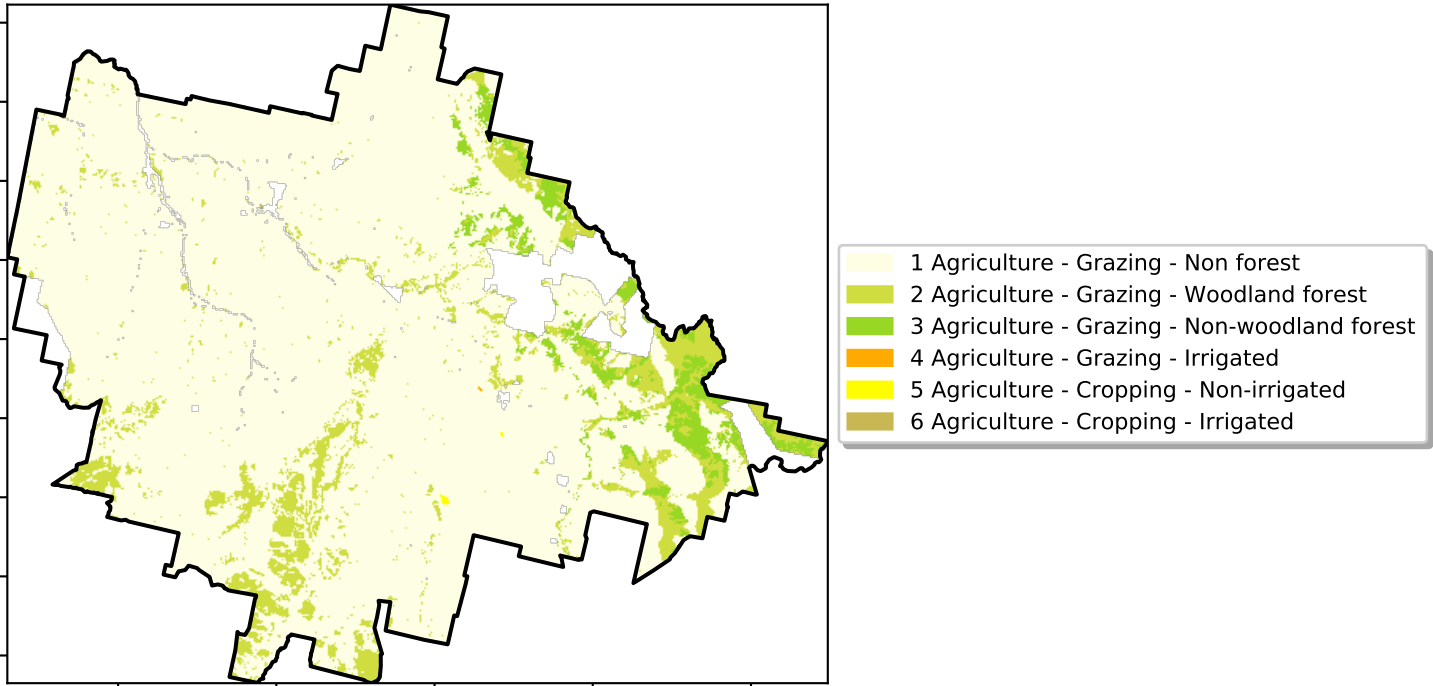 1 Agriculture - Grazing - Non forest
2 Agriculture - Grazing - Woodland forest
3 Agriculture - Grazing - Non-woodland forest
4 Agriculture - Grazing - Irrigated
5 Agriculture - Cropping - Non-irrigated
6 Agriculture - Cropping - Irrigated